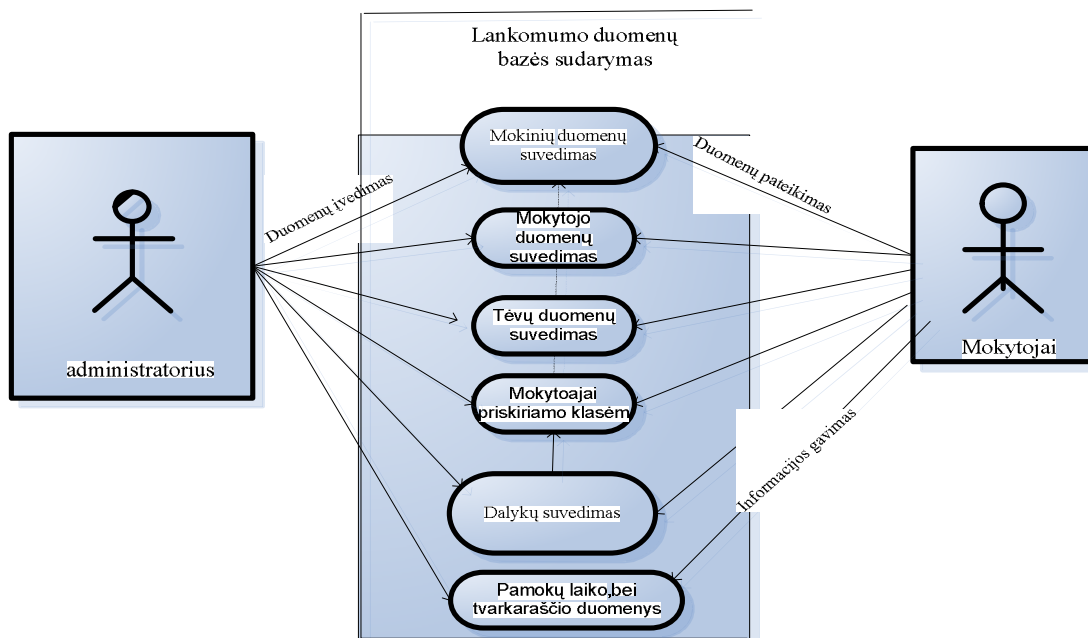 Lankomumo duomenų
bazės sudarymas
Mokinių duomenų
suvedimas
Duomenų įvedimas
Duomenų pateikimas
Mokytojo
duomenų
suvedimas
Tėvų duomenų
suvedimas
administratorius
Mokytojai
Mokytoajai
priskiriamo klasėm
Informacijos gavimas
Dalykų suvedimas
Pamokų laiko,bei
tvarkaraščio duomenys